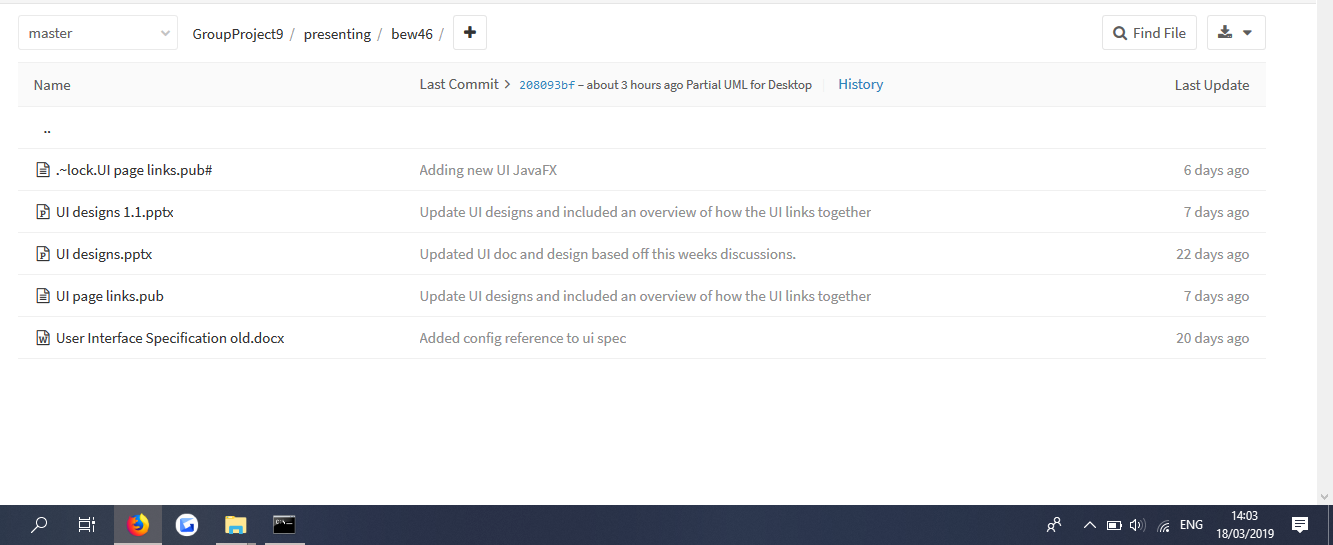 master
GroupProject9 / presenting / bew46 /
Find File
Name Last Commit > 208093bf – about 3 hours ago Partial UML for Desktop History Last Update
..
.~lock.UI page links.pub# Adding new UI JavaFX 6 days ago
UI designs 1.1.pptx Update UI designs and included an overview of how the UI links together 7 days ago
UI designs.pptx Updated UI doc and design based off this weeks discussions. 22 days ago
UI page links.pub Update UI designs and included an overview of how the UI links together 7 days ago
User Interface Specification old.docx Added config reference to ui spec 20 days ago
ENG
14:03
18/03/2019